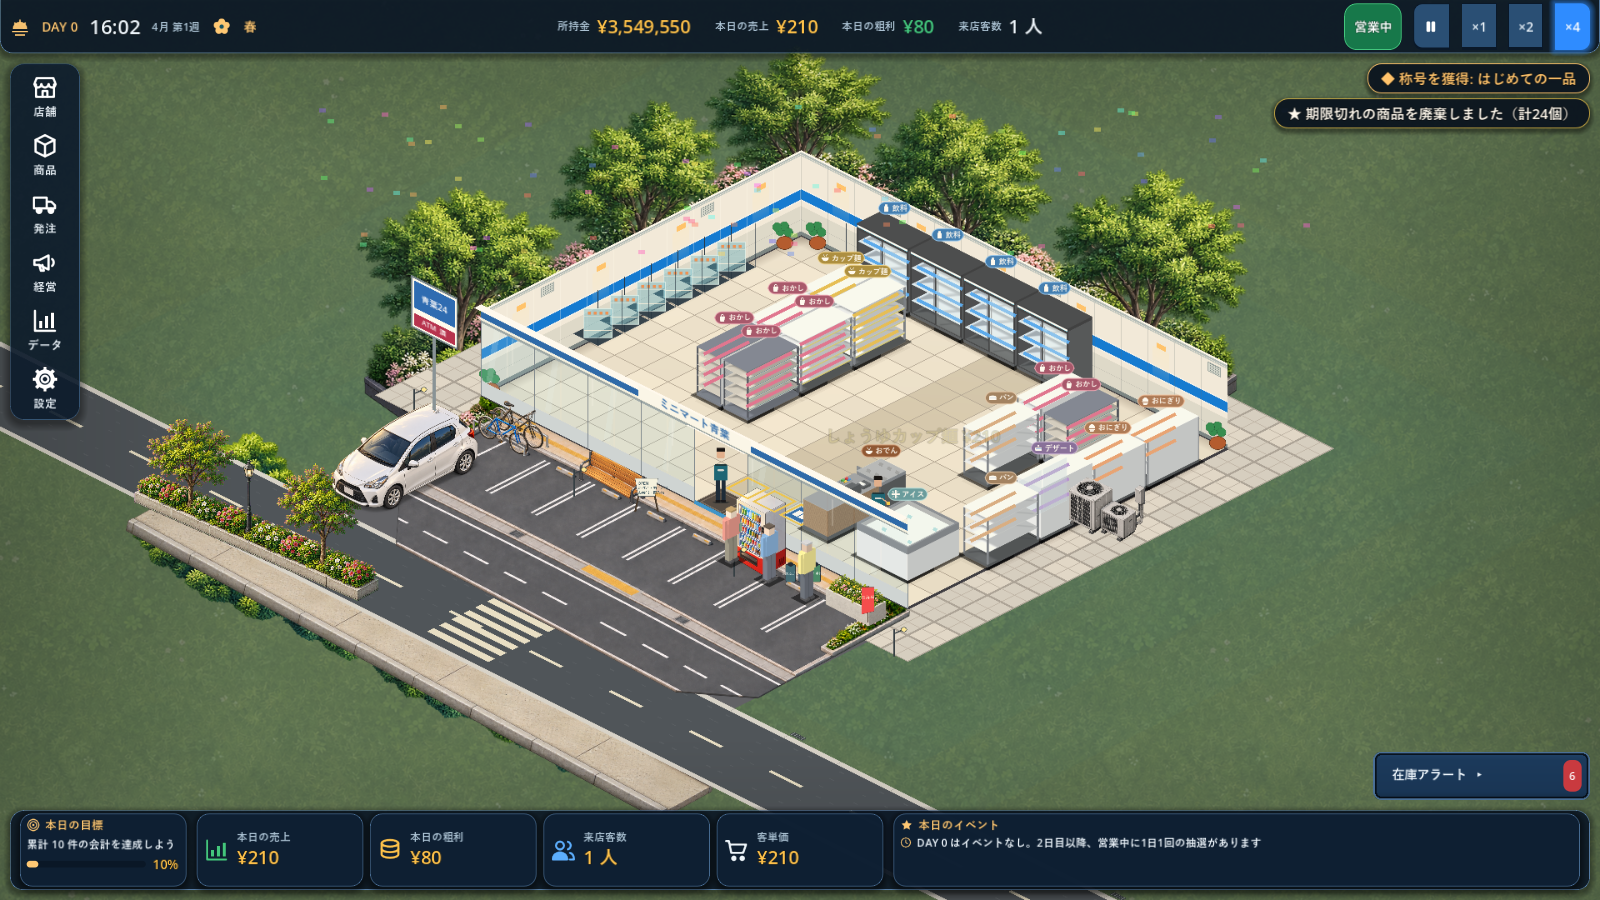 DAY 0 16:02 4月 第1週 春
所持金 ¥3,549,550 本日の売上 ¥210 本日の粗利 ¥80 来店客数 1 人
営業中 ×1 ×2 ×4
店舗
商品
発注
経営
データ
設定
◆ 称号を獲得: はじめての一品
★ 期限切れの商品を廃棄しました（計24個）
飲料
飲料
飲料
飲料
カップ麺
カップ麺
おかし
おかし
おかし
おかし
青葉24
ATM
おかし
おかし
パン
おにぎり
おにぎり
ミニマート青葉
デザート
おでん
パン
アイス
在庫アラート ▸ 6
本日の目標
累計 10 件の会計を達成しよう
10%
本日の売上
¥210
本日の粗利
¥80
来店客数
1 人
客単価
¥210
本日のイベント
DAY 0 はイベントなし。2日目以降、営業中に1日1回の抽選があります